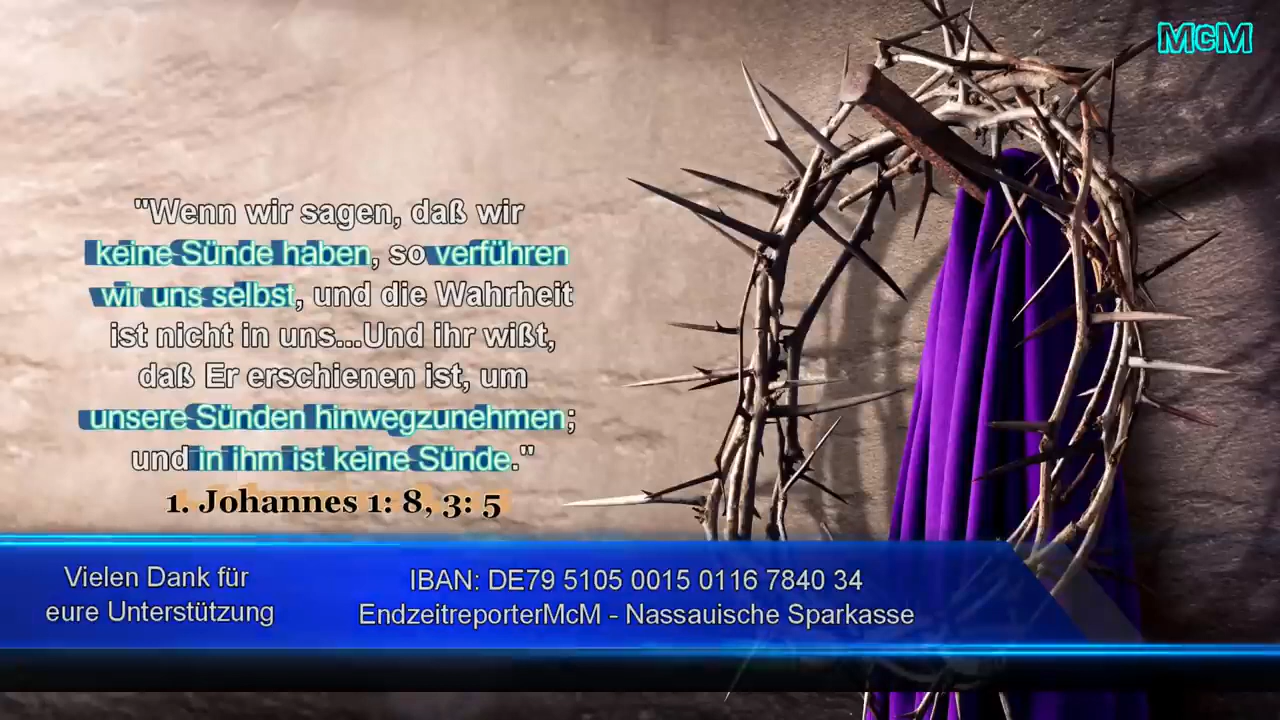 McM
"Wenn wir sagen, daß wir
keine Sünde haben, so verführen
wir uns selbst, und die Wahrheit
ist nicht in uns...Und ihr wißt,
daß Er erschienen ist, um
unsere Sünden hinwegzunehmen;
und in ihm ist keine Sünde."
1. Johannes 1: 8, 3: 5
Vielen Dank für
eure Unterstützung
IBAN: DE79 5105 0015 0116 7840 34
EndzeitreporterMcM - Nassauische Sparkasse